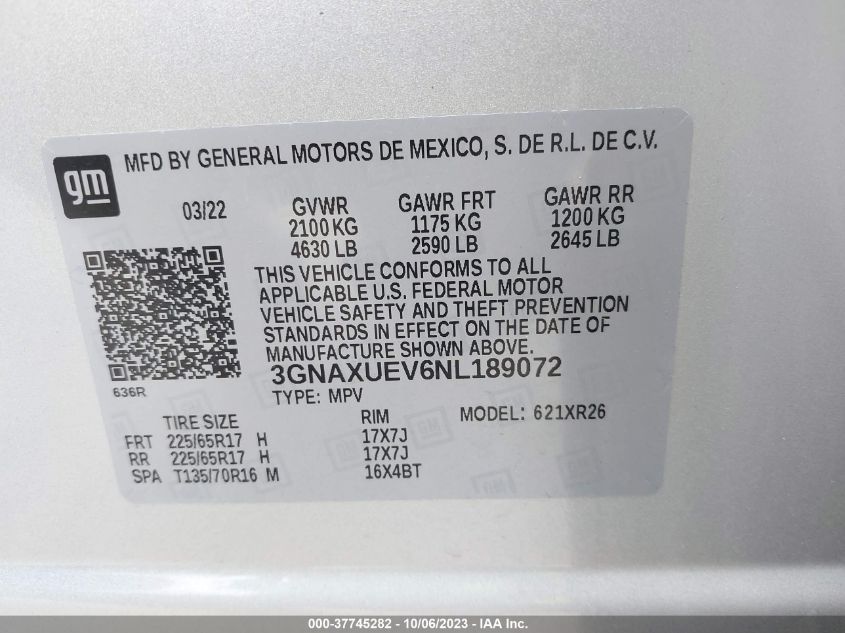 gm
MFD BY GENERAL MOTORS DE MEXICO, S. DE R.L. DE C.V.
03/22 GVWR GAWR FRT GAWR RR
2100 KG 1175 KG 1200 KG
4630 LB 2590 LB 2645 LB
THIS VEHICLE CONFORMS TO ALL
APPLICABLE U.S. FEDERAL MOTOR
VEHICLE SAFETY AND THEFT PREVENTION
STANDARDS IN EFFECT ON THE DATE OF
MANUFACTURE SHOWN ABOVE.
3GNAXUEV6NL189072
636R
TYPE: MPV
TIRE SIZE RIM MODEL: 621XR26
FRT 225/65R17 H 17X7J
RR 225/65R17 H 17X7J
SPA T135/70R16 M 16X4BT
000-37745282 - 10/06/2023 - IAA Inc.